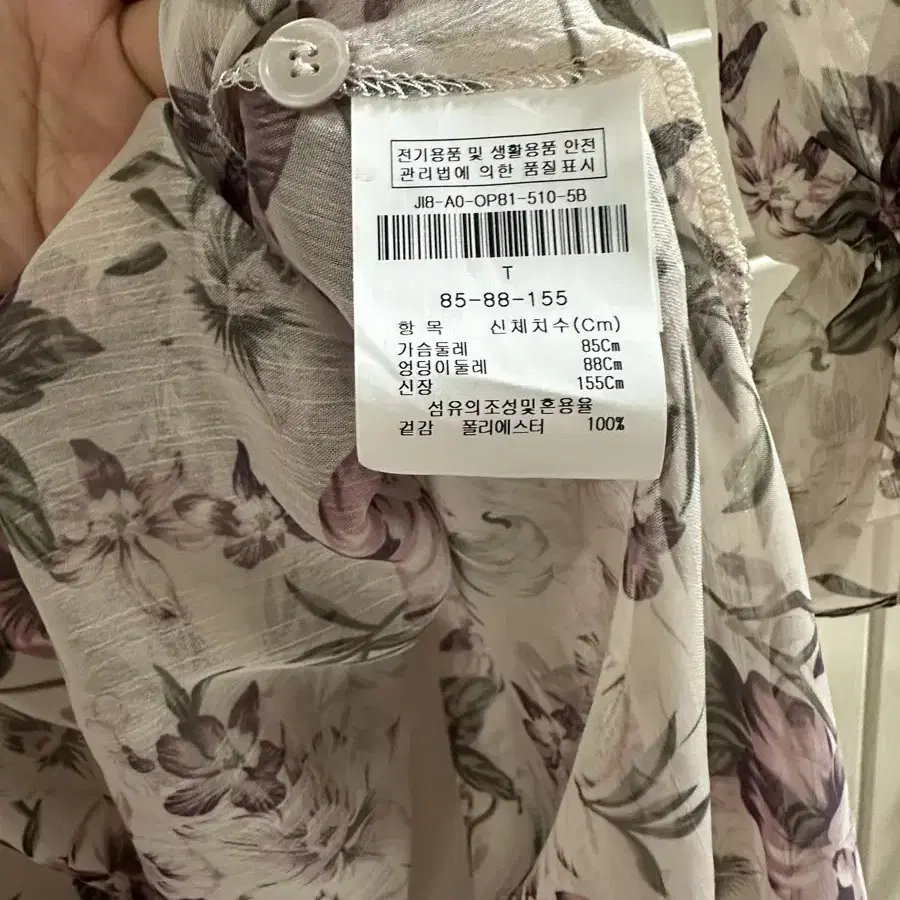 전기용품 및 생활용품 안전
관리법에 의한 품질표시
JI8-A0-OP81-510-5B
T
85-88-155
항 목 신체치수(Cm)
가슴둘레 85Cm
엉덩이둘레 88Cm
신장 155Cm
섬유의조성및혼용율
겉감 폴리에스터 100%